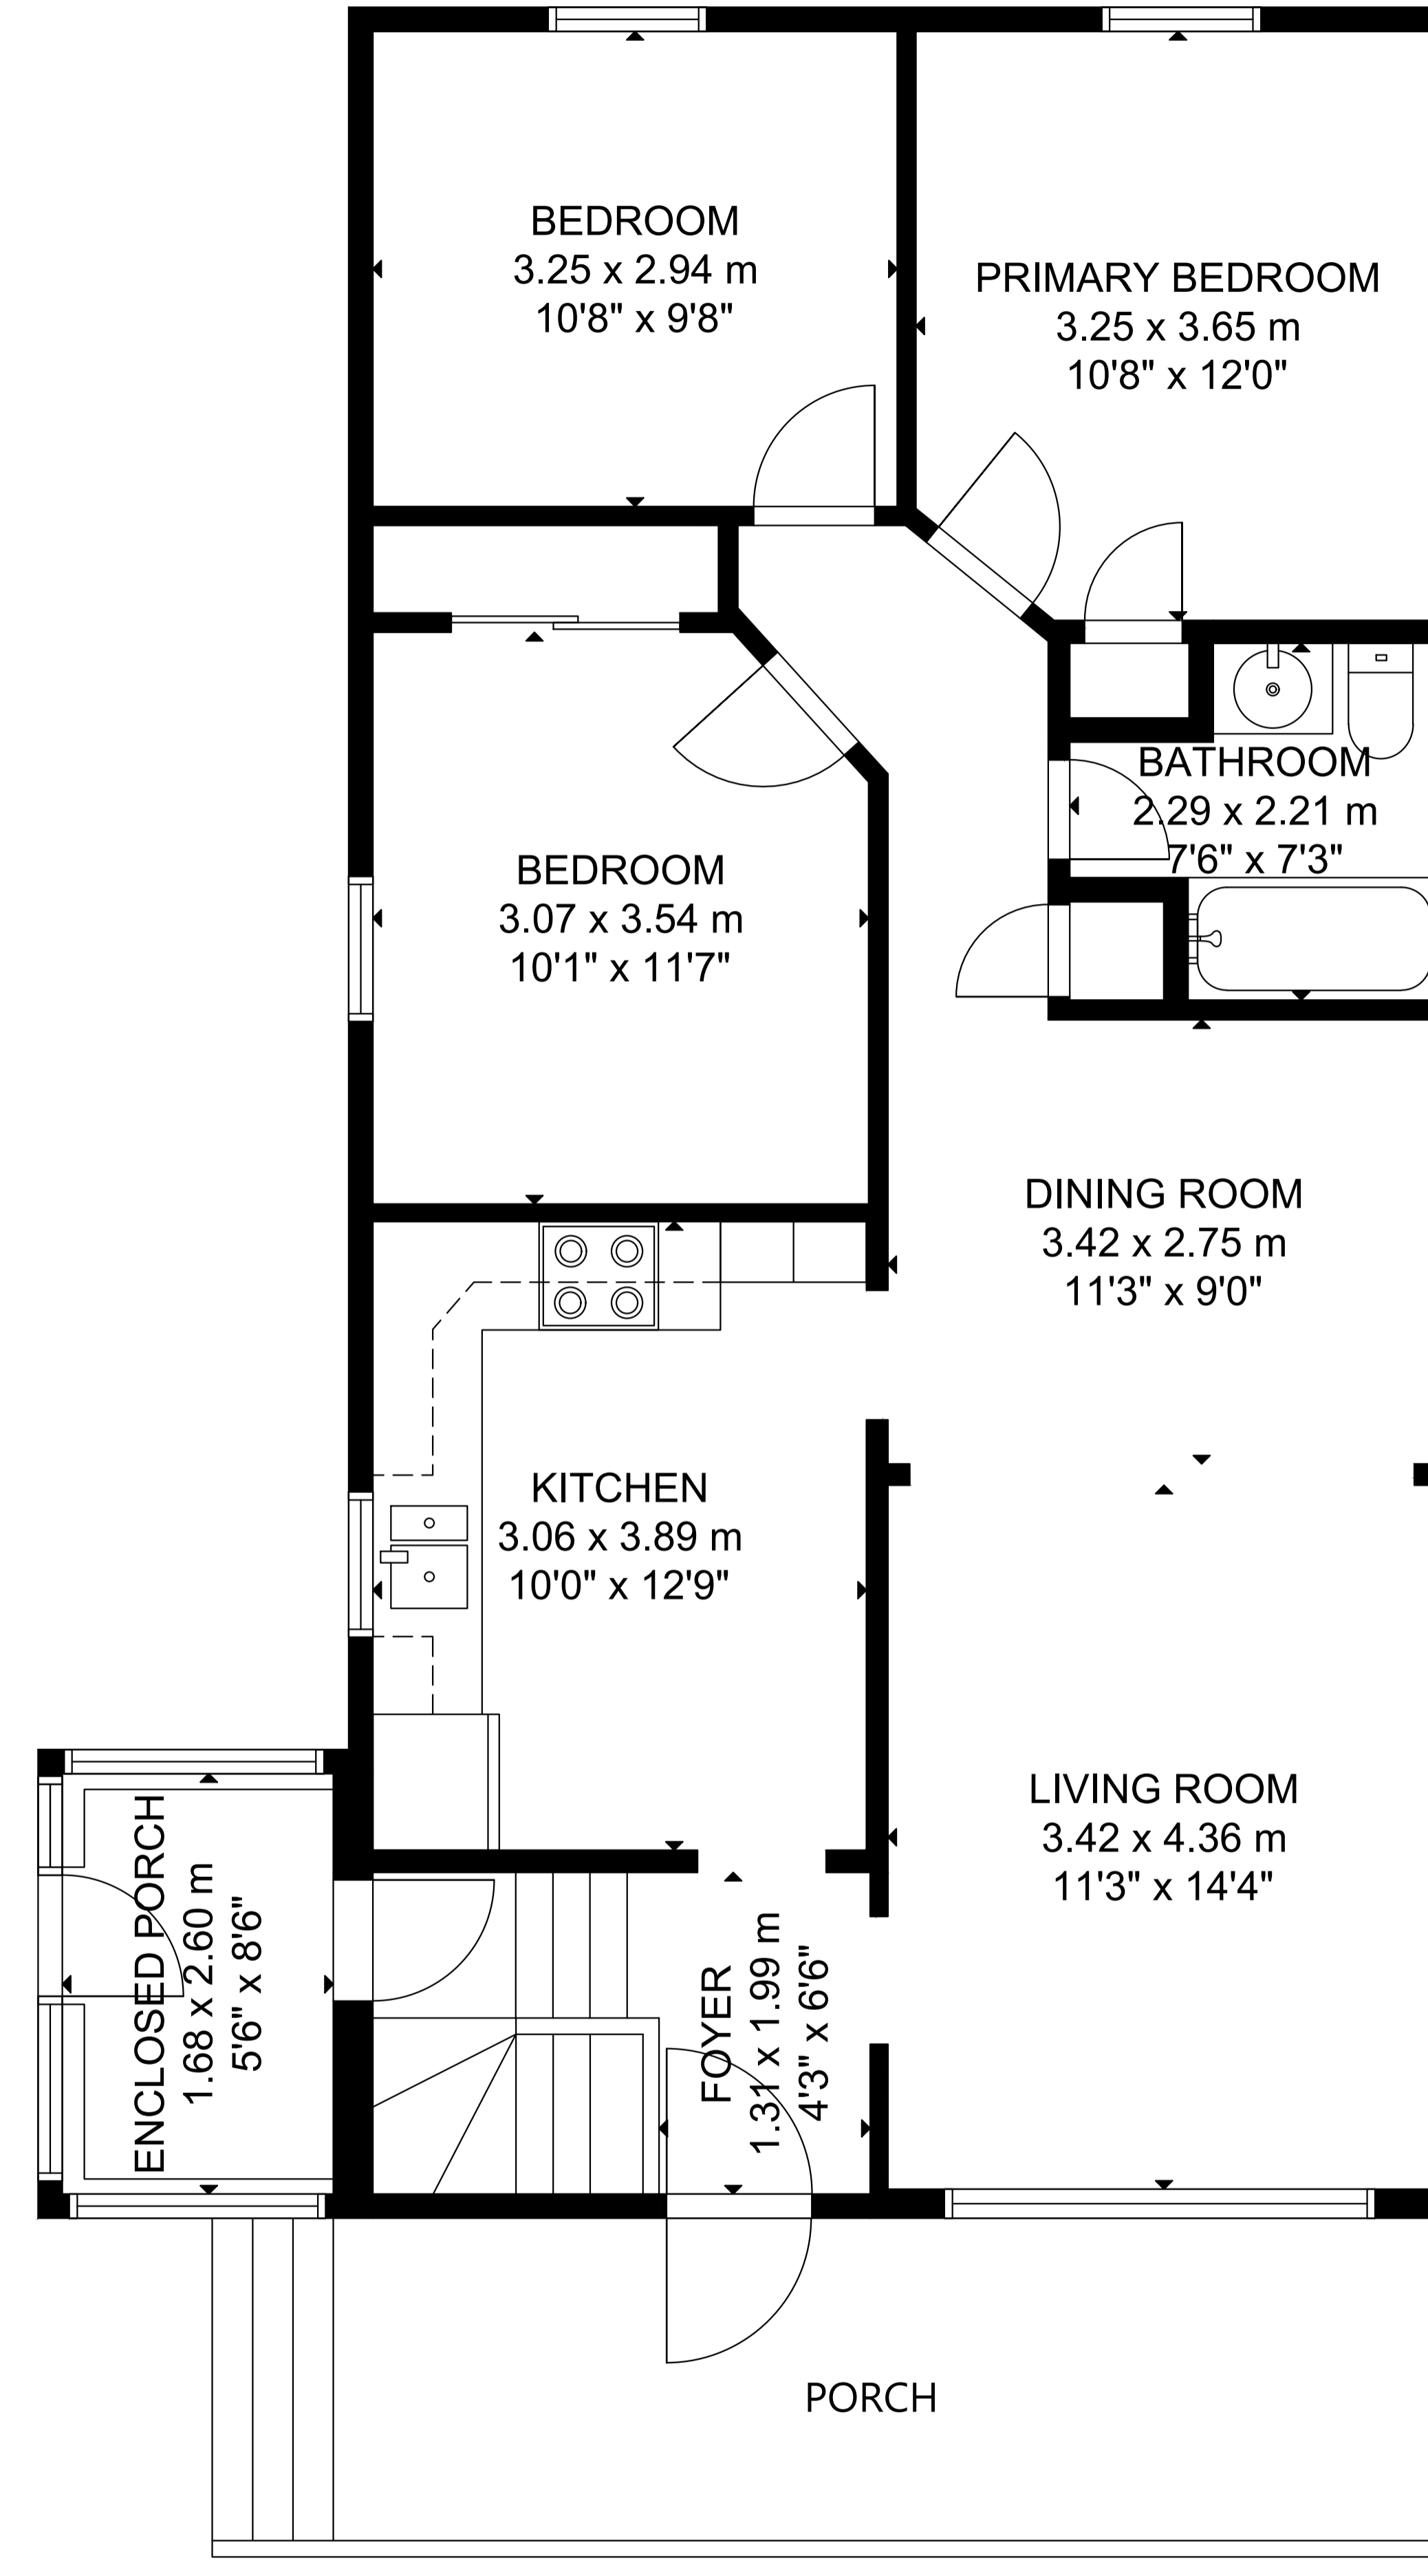 BEDROOM
3.25 x 2.94 m
10'8" x 9'8"
PRIMARY BEDROOM
3.25 x 3.65 m
10'8" x 12'0"
BATHROOM
2.29 x 2.21 m
7'6" x 7'3"
BEDROOM
3.07 x 3.54 m
10'1" x 11'7"
DINING ROOM
3.42 x 2.75 m
11'3" x 9'0"
KITCHEN
3.06 x 3.89 m
10'0" x 12'9"
LIVING ROOM
3.42 x 4.36 m
11'3" x 14'4"
ENCLOSED PORCH
1.68 x 2.60 m
5'6" x 8'6"
FOYER
1.31 x 1.99 m
4'3" x 6'6"
PORCH